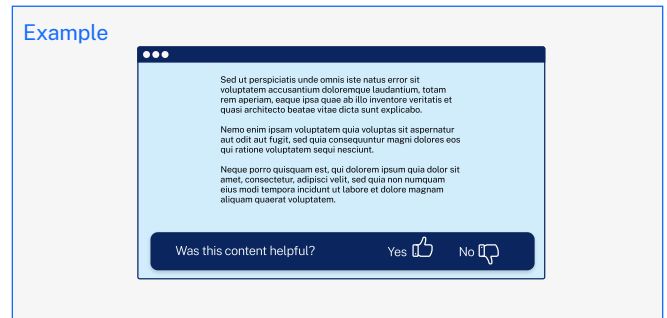 Example
Sed ut perspiciatis unde omnis iste natus error sit
voluptatem accusantium doloremque laudantium, totam
rem aperiam, eaque ipsa quae ab illo inventore veritatis et
quasi architecto beatae vitae dicta sunt explicabo.
Nemo enim ipsam voluptatem quia voluptas sit aspernatur
aut odit aut fugit, sed quia consequuntur magni dolores eos
qui ratione voluptatem sequi nesciunt.
Neque porro quisquam est, qui dolorem ipsum quia dolor sit
amet, consectetur, adipisci velit, sed quia non numquam
eius modi tempora incidunt ut labore et dolore magnam
aliquam quaerat voluptatem.
Was this content helpful? Yes No